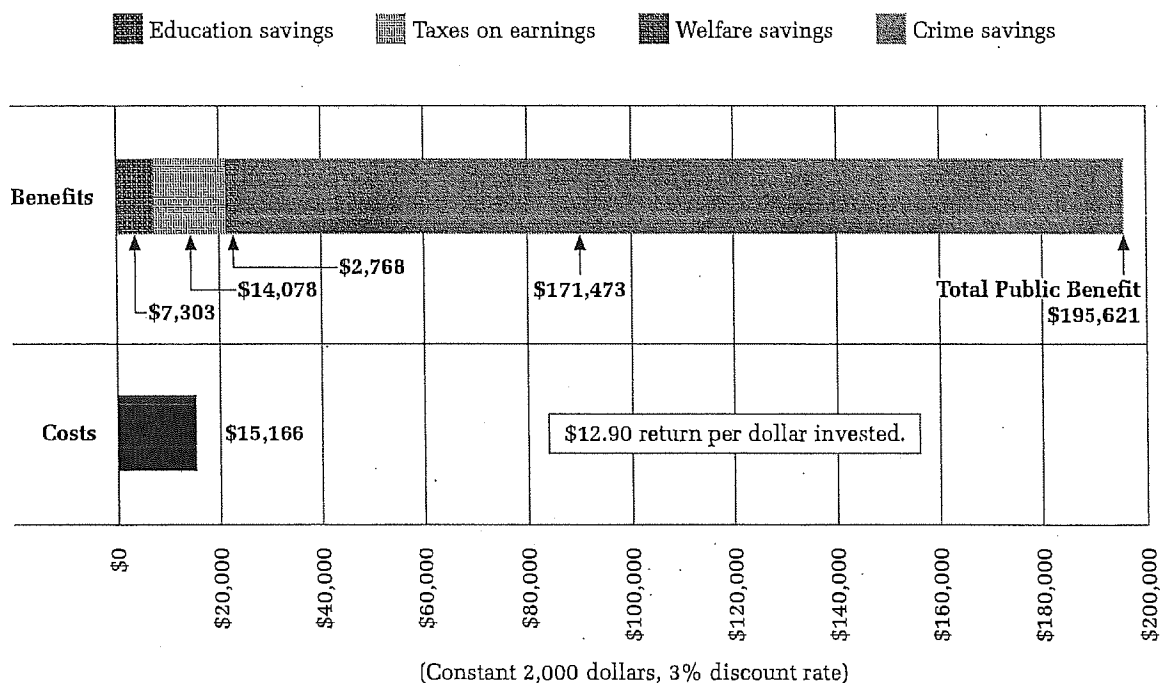 Education savings Taxes on earnings Welfare savings Crime savings
Benefits
$2,768
$14,078
$171,473
Total Public Benefit
$7,303
$195,621
Costs
$15,166
$12.90 return per dollar invested.
$0
$20,000
$40,000
$60,000
$80,000
$100,000
$120,000
$140,000
$160,000
$180,000
$200,000
(Constant 2,000 dollars, 3% discount rate)